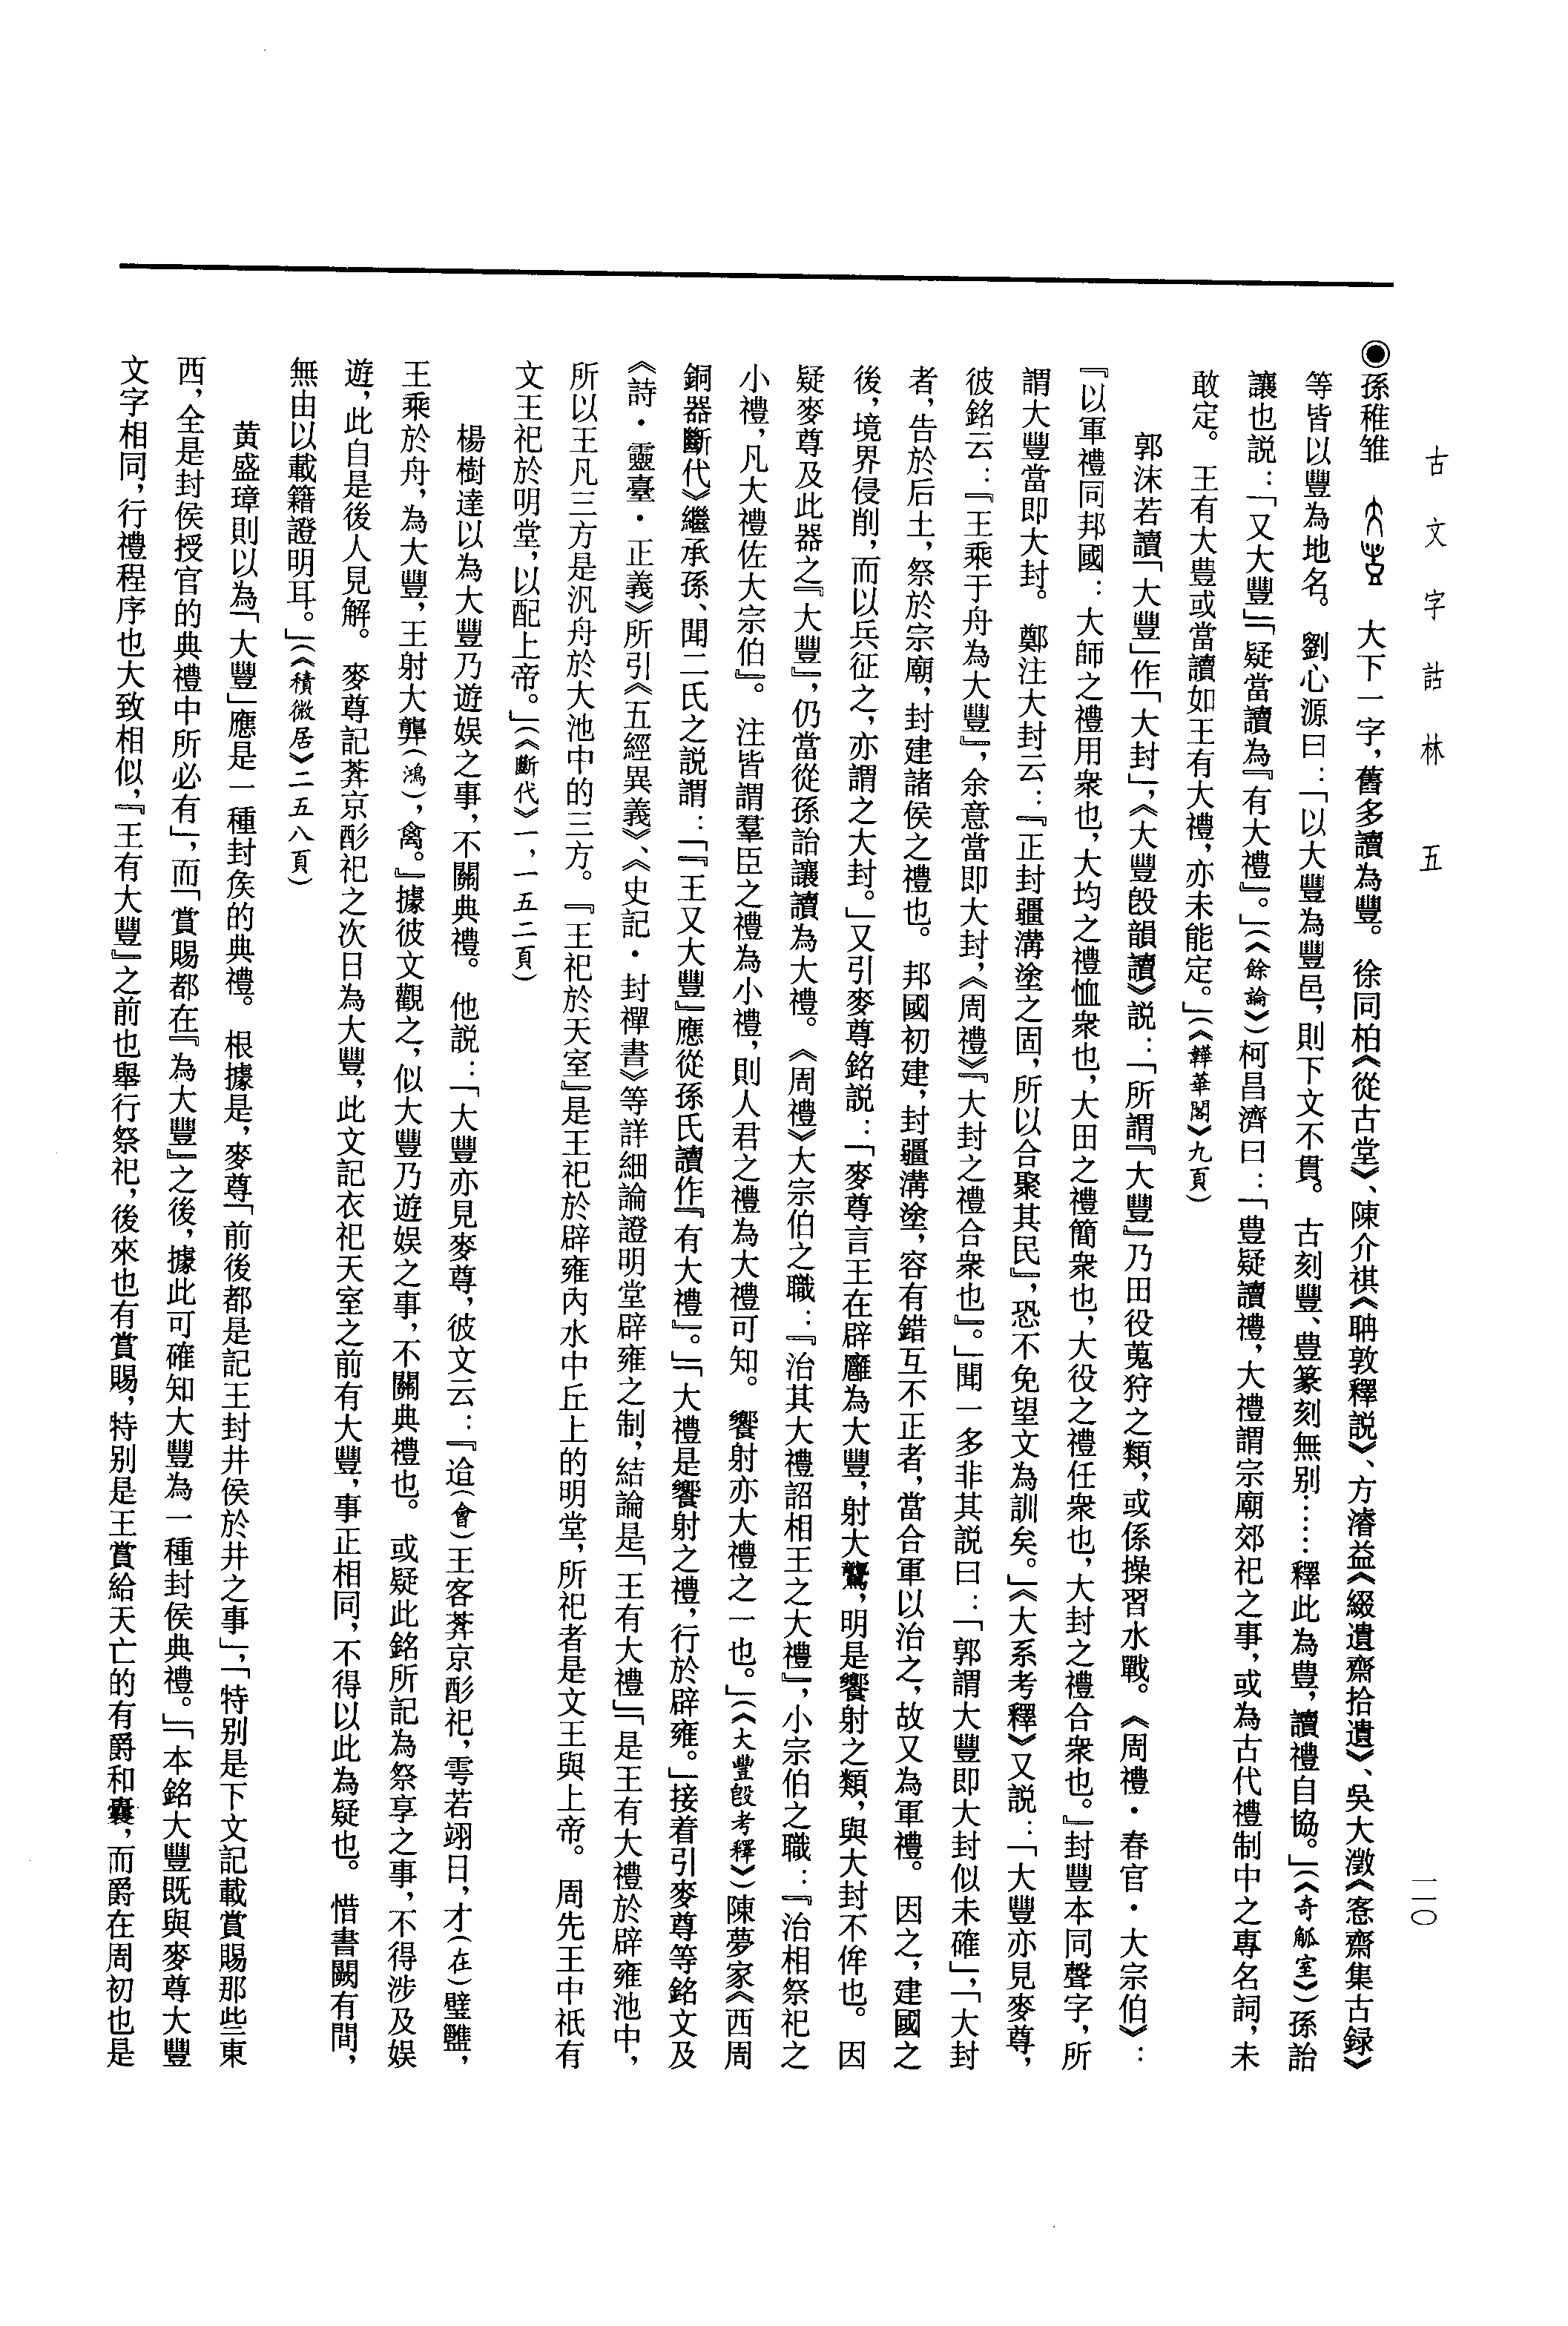 古文字詁林 五
二一〇
◉孫稚雏 大下一字，舊多讀為豐。徐同柏《從古堂》、陳介祺《聃敦釋説》、方濬益《綴遺齋拾遺》、吳大澂《愙齋集古録》
等皆以豐為地名。劉心源曰：「以大豐為豐邑，則下文不貫。古刻豐、豊篆刻無别……釋此為豊，讀禮自協。」（《奇觚室》）孫詒
讓也説：「又大豐」「疑當讀為『有大禮』。」（《餘論》）柯昌濟曰：「豊疑讀禮，大禮謂宗廟郊祀之事，或為古代禮制中之專名詞，未
敢定。王有大豊或當讀如王有大禮，亦未能定。」（《韡華閣》九頁）
郭沫若讀「大豐」作「大封」，《大豐𣪘韻讀》説：「所謂『大豐』乃田役蒐狩之類，或係操習水戰。《周禮·春官·大宗伯》：
『以軍禮同邦國：大師之禮用衆也，大均之禮恤衆也，大田之禮簡衆也，大役之禮任衆也，大封之禮合衆也。』封豐本同聲字，所
謂大豐當即大封。鄭注大封云：『正封疆溝塗之固，所以合聚其民』，恐不免望文為訓矣。」《大系考釋》又説：「大豐亦見麥尊，
彼銘云：『王乘于舟為大豐』，余意當即大封，《周禮》『大封之禮合衆也』。」聞一多非其説曰：「郭謂大豐即大封似未確」，「大封
者，告於后土，祭於宗廟，封建諸侯之禮也。邦國初建，封疆溝塗，容有錯互不正者，當合軍以治之，故又為軍禮。因之，建國之
後，境界侵削，而以兵征之，亦謂之大封。」又引麥尊銘説：「麥尊言王在辟廱為大豐，射大，明是饗射之類，與大封不侔也。因
疑麥尊及此器之『大豐』，仍當從孫詒讓讀為大禮。《周禮》大宗伯之職：『治其大禮詔相王之大禮』，小宗伯之職：『治相祭祀之
小禮，凡大禮佐大宗伯』。注皆謂羣臣之禮為小禮，則人君之禮為大禮可知。饗射亦大禮之一也。」（《大豐𣪘考釋》）陳夢家《西周
銅器斷代》繼承孫、聞二氏之説謂：「『王又大豐』應從孫氏讀作『有大禮』。」「大禮是饗射之禮，行於辟雍。」接着引麥尊等銘文及
《詩·靈臺·正義》所引《五經異義》、《史記·封禪書》等詳細論證明堂辟雍之制，結論是「王有大禮」「是王有大禮於辟雍池中，
所以王凡三方是汎舟於大池中的三方。『王祀於天室』是王祀於辟雍內水中丘上的明堂，所祀者是文王與上帝。周先王中祇有
文王祀於明堂，以配上帝。」（《斷代》一，一五二頁）
楊樹達以為大豐乃遊娱之事，不關典禮。他説：「大豐亦見麥尊，彼文云：『迨（會）王客䒵京彭祀，雩若翊日，才（在）璧雝，
王乘於舟，為大豐，王射大龏（鴻），禽。』據彼文觀之，似大豐乃遊娱之事，不關典禮也。或疑此銘所記為祭享之事，不得涉及娱
遊，此自是後人見解。麥尊記䒵京彭祀之次日為大豐，此文記衣祀天室之前有大豐，事正相同，不得以此為疑也。惜書闕有間，
無由以載籍證明耳。」（《積微居》二五八頁）
黃盛璋則以為「大豐」應是一種封矦的典禮。根據是，麥尊「前後都是記王封井侯於井之事」，「特别是下文記載賞賜那些東
西，全是封侯授官的典禮中所必有」，而「賞賜都在『為大豐』之後，據此可確知大豐為一種封侯典禮。」「本銘大豐既與麥尊大豐
文字相同，行禮程序也大致相似，『王有大豐』之前也舉行祭祀，後來也有賞賜，特别是王賞給天亡的有爵和囊，而爵在周初也是